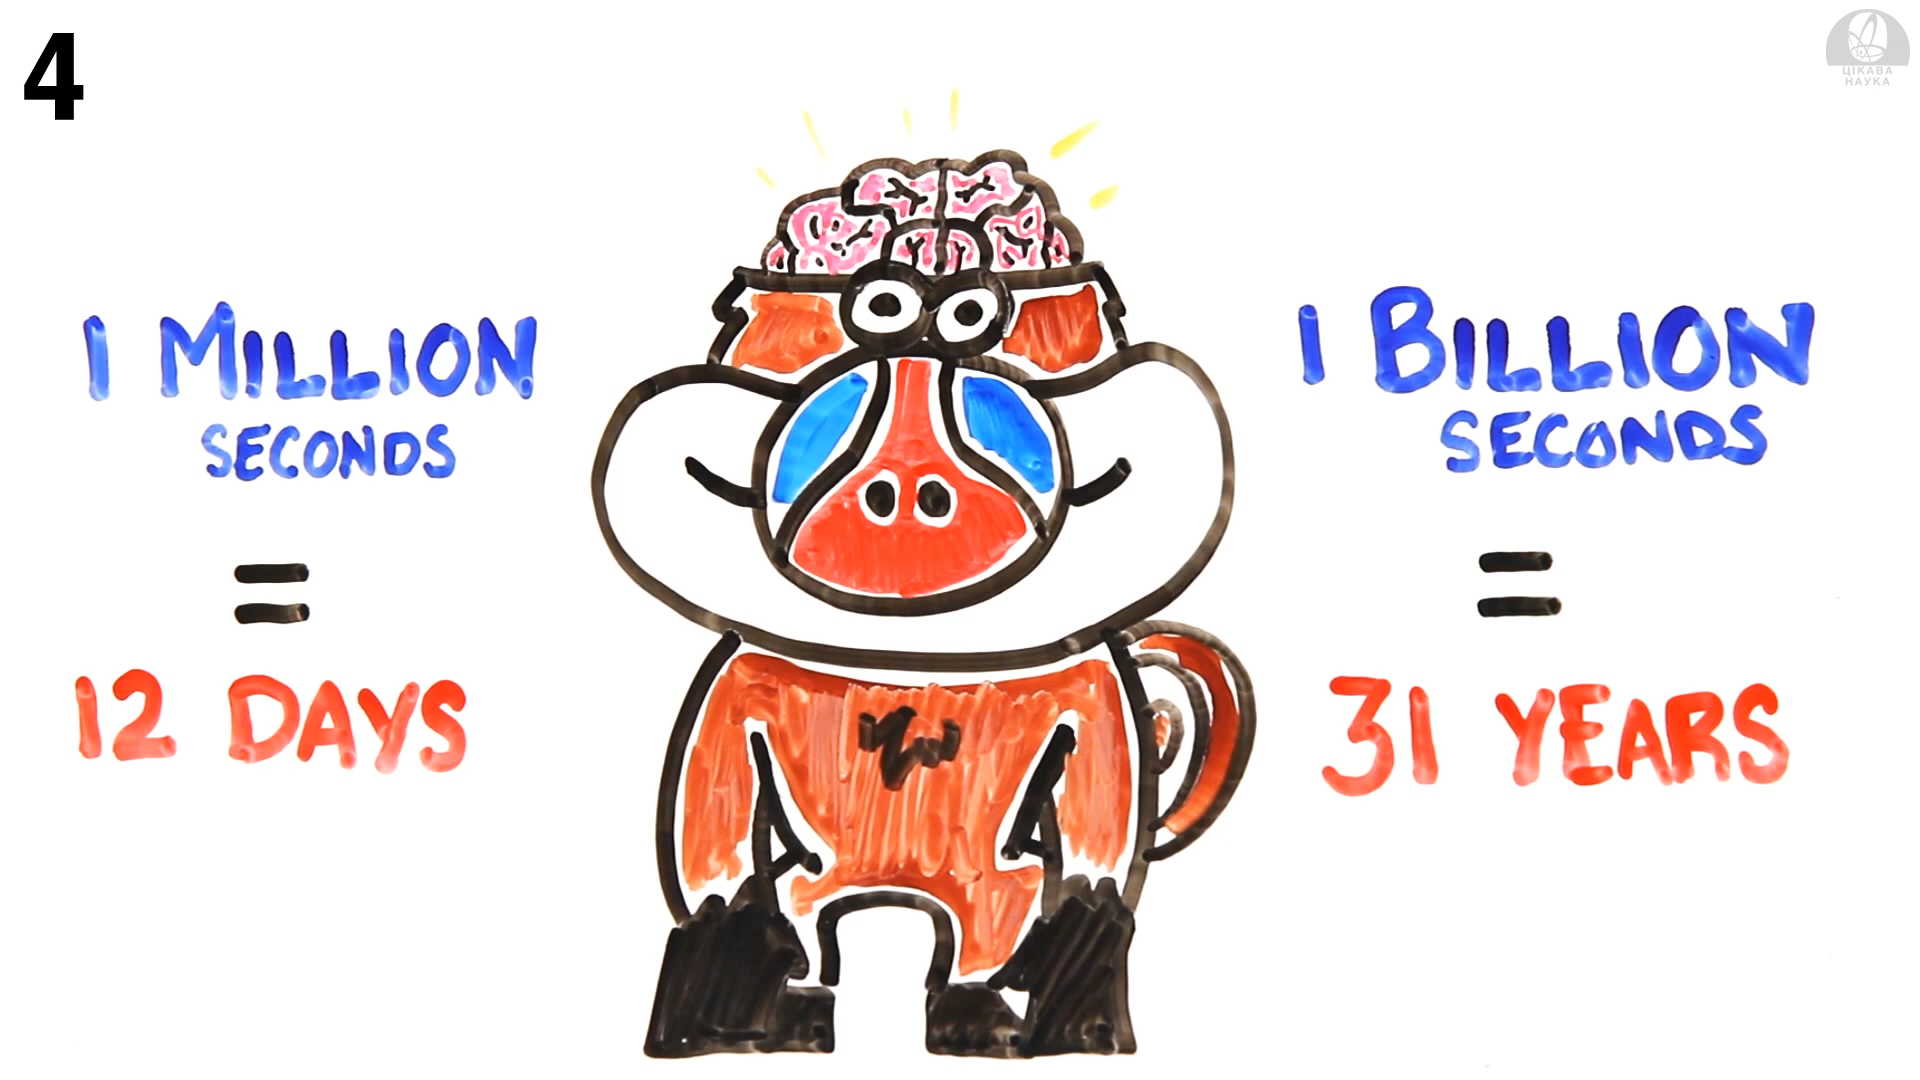 4
ЦІКАВА
НАУКА
1 MILLION
SECONDS
=
12 DAYS
1 BILLION
SECONDS
=
31 YEARS